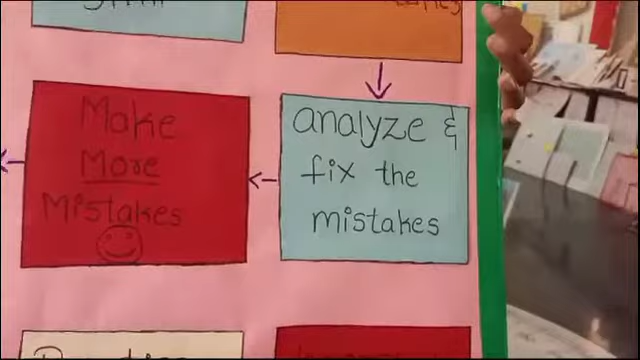 Make
More
Mistakes
analyze &
fix the
mistakes